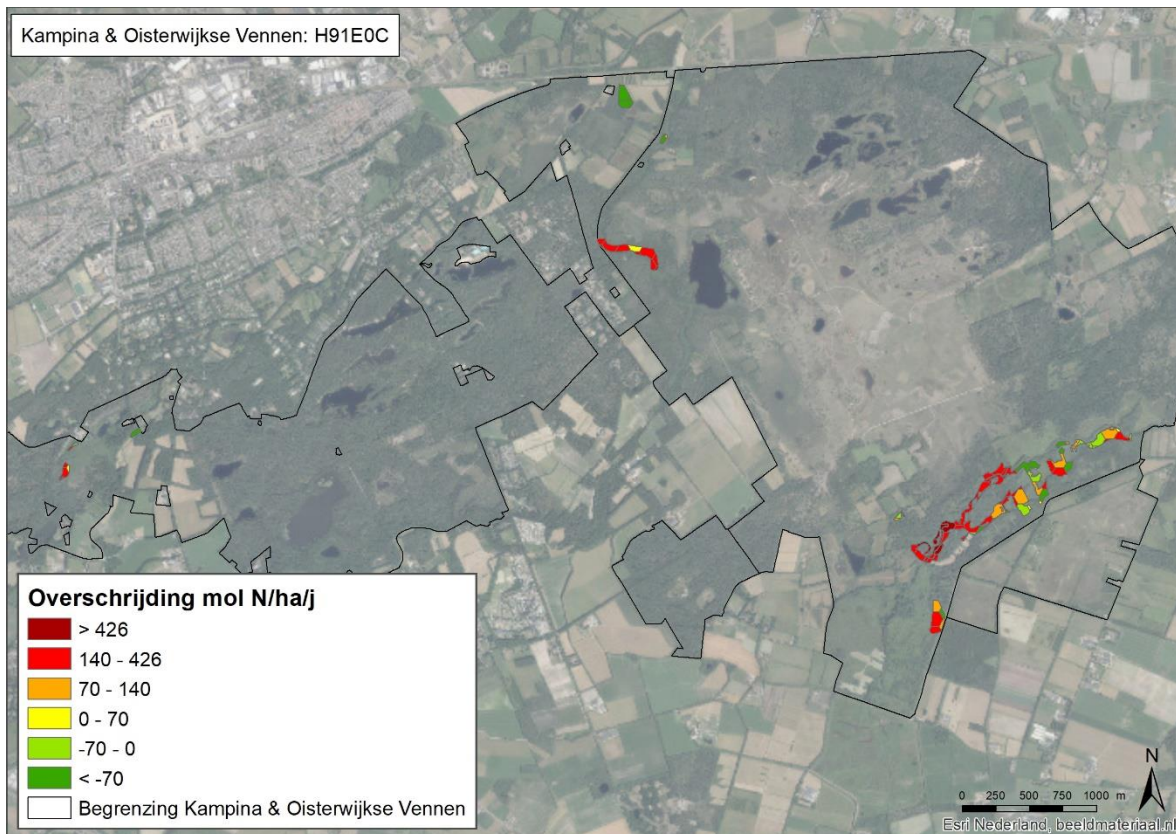 Kampina & Oisterwijkse Vennen: H91E0C
Overschrijding mol N/ha/j
> 426
140 - 426
70 - 140
0 - 70
-70 - 0
< -70
Begrenzing Kampina & Oisterwijkse Vennen
N
0 250 500 750 1000 m
Esri Nederland, beeldmateriaal.nl